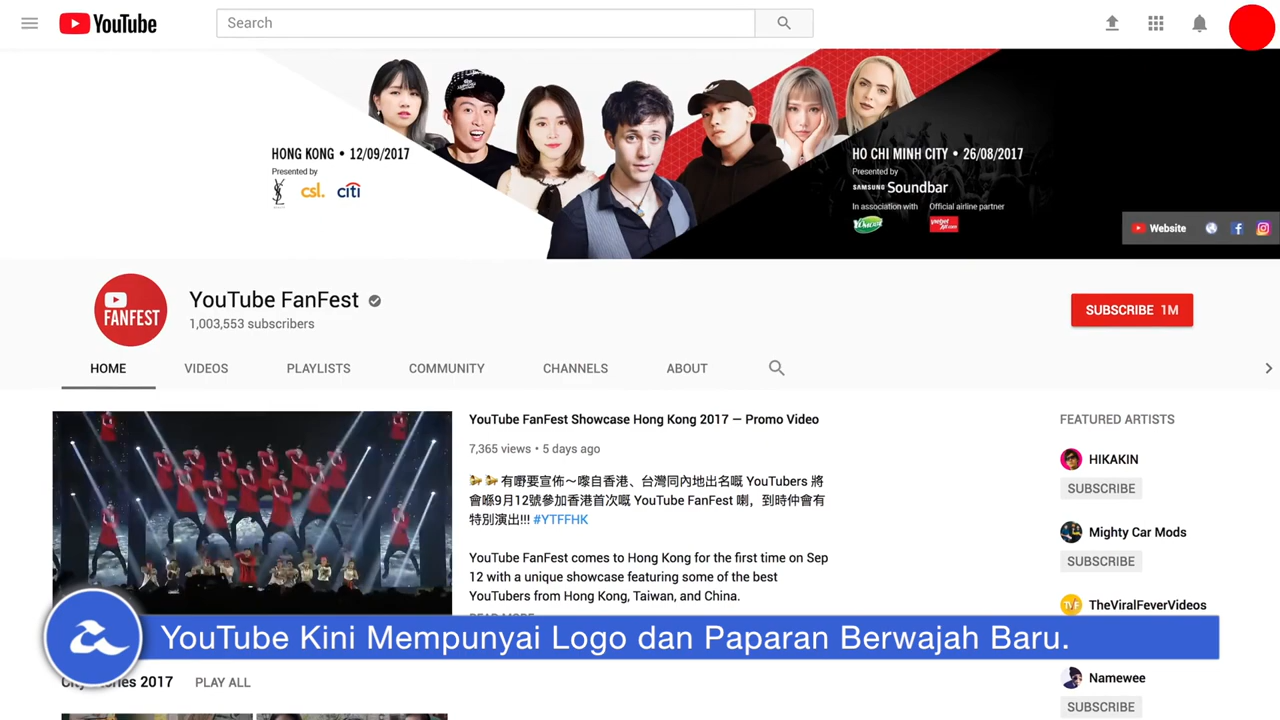 YouTube
Search
HONG KONG • 12/09/2017
Presented by
YSL
csl.
citi
HO CHI MINH CITY • 26/08/2017
Presented by
SAMSUNG Soundbar
In association with
Official airline partner
vietjet Air.com
Website
FANFEST
YouTube FanFest
1,003,553 subscribers
SUBSCRIBE 1M
HOME
VIDEOS
PLAYLISTS
COMMUNITY
CHANNELS
ABOUT
YouTube FanFest Showcase Hong Kong 2017 — Promo Video
7,365 views • 5 days ago
有嘢要宣佈～嚟自香港、台灣同內地出名嘅 YouTubers 將
會喺9月12號參加香港首次嘅 YouTube FanFest 喇，到時仲會有
特別演出!!! #YTFFHK
YouTube FanFest comes to Hong Kong for the first time on Sep
12 with a unique showcase featuring some of the best
YouTubers from Hong Kong, Taiwan, and China.
READ MORE
FEATURED ARTISTS
HIKAKIN
SUBSCRIBE
Mighty Car Mods
SUBSCRIBE
TVF
TheViralFeverVideos
YouTube Kini Mempunyai Logo dan Paparan Berwajah Baru.
2017
PLAY ALL
Namewee
SUBSCRIBE